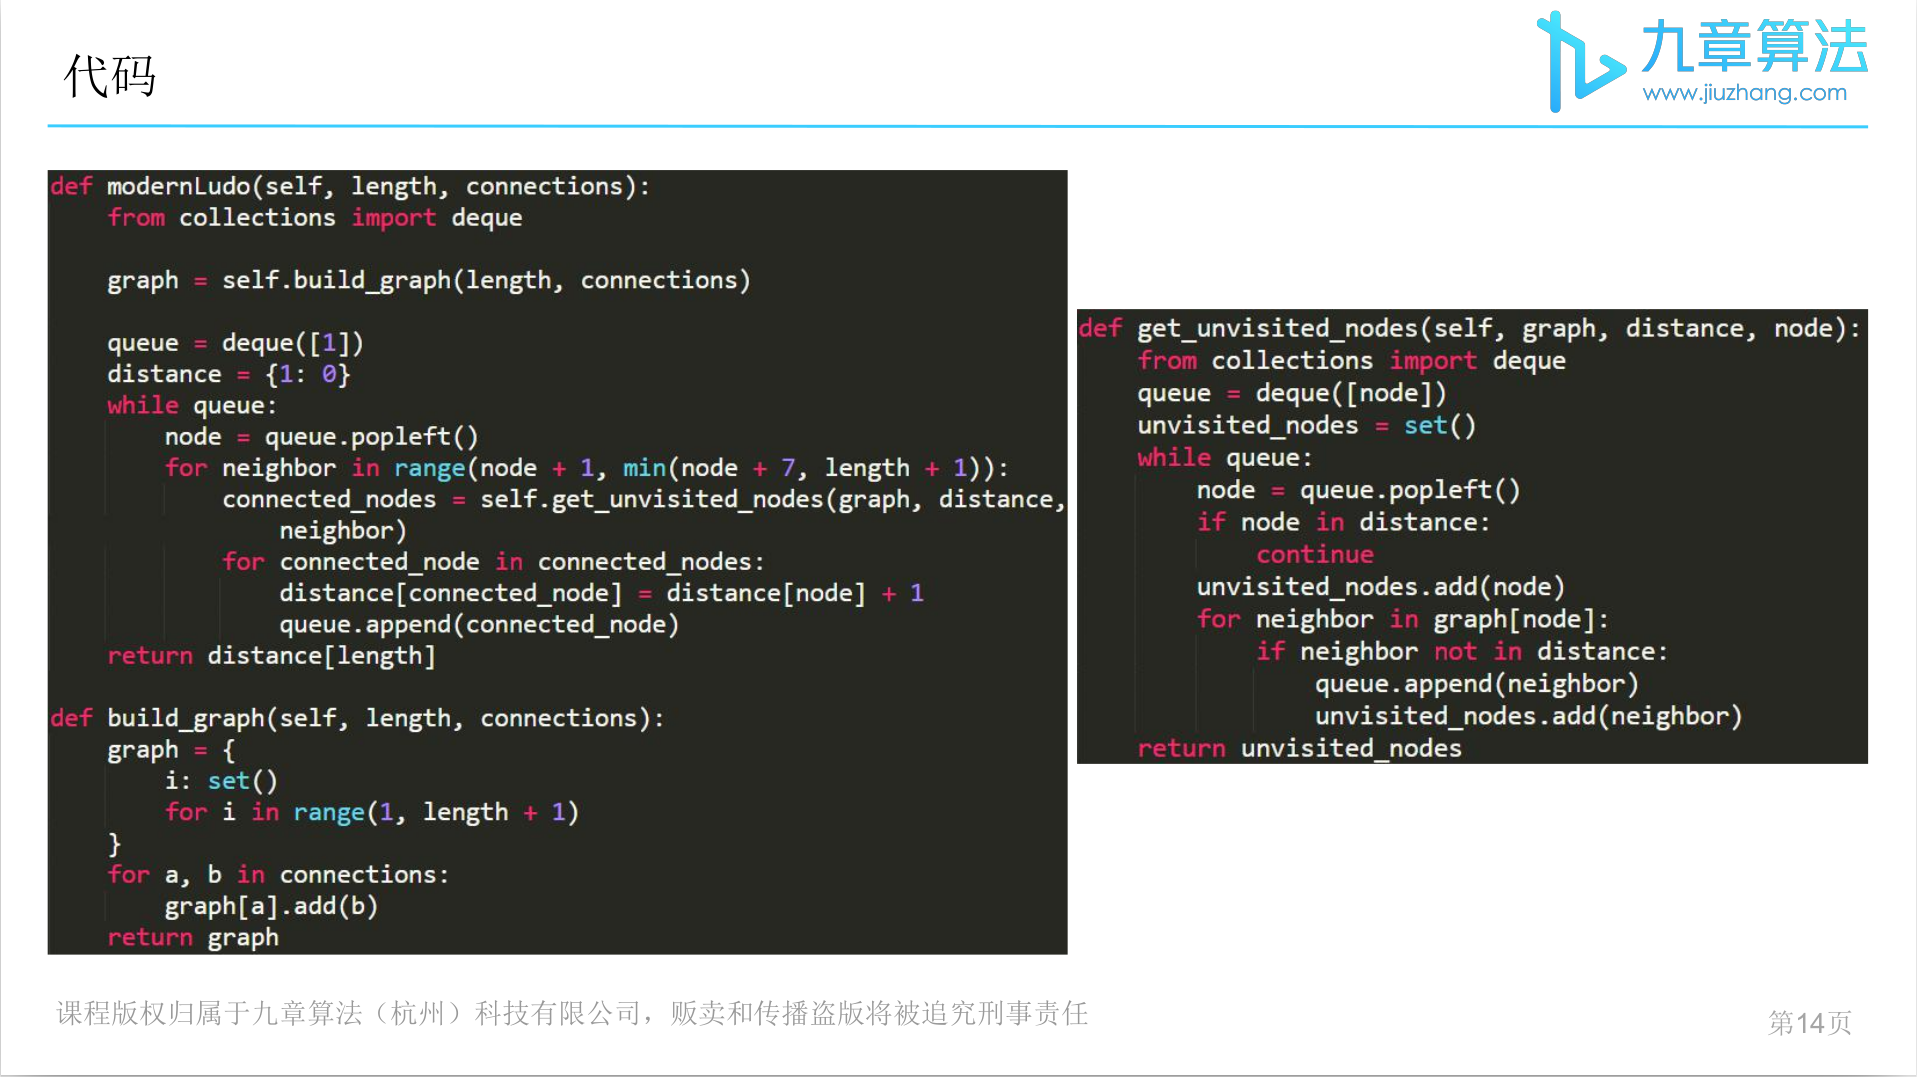 代码
九章算法
www.jiuzhang.com
def modernLudo(self, length, connections):
    from collections import deque

    graph = self.build_graph(length, connections)

    queue = deque([1])
    distance = {1: 0}
    while queue:
        node = queue.popleft()
        for neighbor in range(node + 1, min(node + 7, length + 1)):
            connected_nodes = self.get_unvisited_nodes(graph, distance,
                neighbor)
            for connected_node in connected_nodes:
                distance[connected_node] = distance[node] + 1
                queue.append(connected_node)
    return distance[length]

def build_graph(self, length, connections):
    graph = {
        i: set()
        for i in range(1, length + 1)
    }
    for a, b in connections:
        graph[a].add(b)
    return graph
def get_unvisited_nodes(self, graph, distance, node):
    from collections import deque
    queue = deque([node])
    unvisited_nodes = set()
    while queue:
        node = queue.popleft()
        if node in distance:
            continue
        unvisited_nodes.add(node)
        for neighbor in graph[node]:
            if neighbor not in distance:
                queue.append(neighbor)
                unvisited_nodes.add(neighbor)
    return unvisited_nodes
课程版权归属于九章算法（杭州）科技有限公司，贩卖和传播盗版将被追究刑事责任
第14页